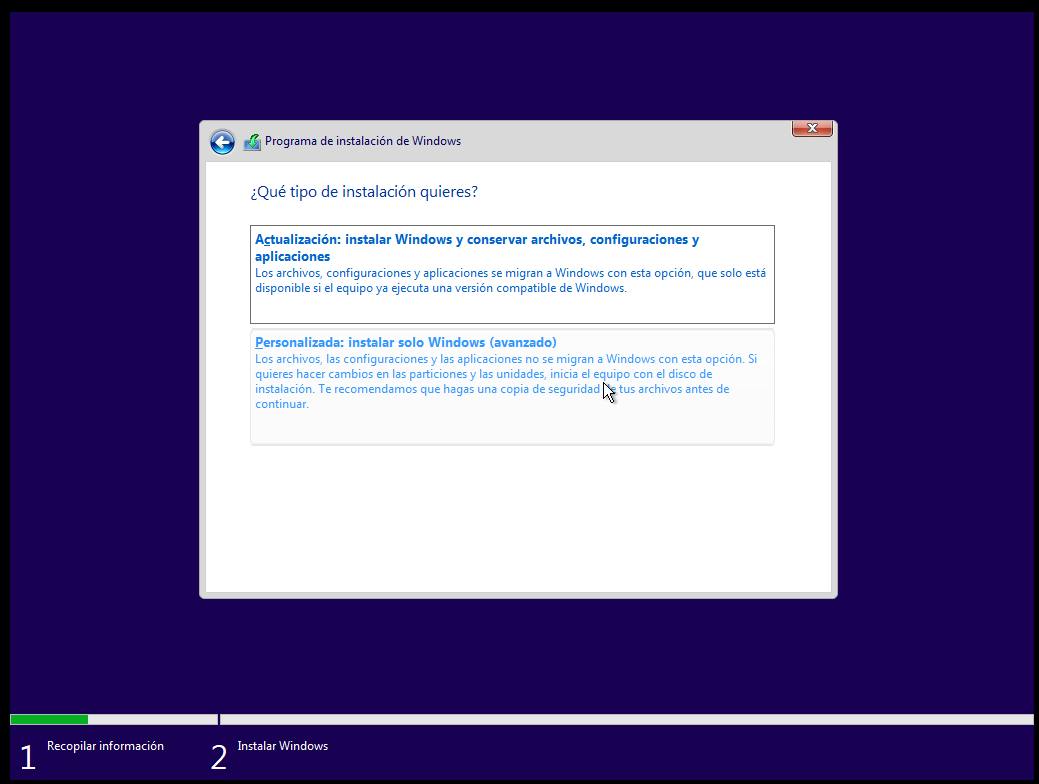 Programa de instalación de Windows
¿Qué tipo de instalación quieres?
Actualización: instalar Windows y conservar archivos, configuraciones y
aplicaciones
Los archivos, configuraciones y aplicaciones se migran a Windows con esta opción, que solo está
disponible si el equipo ya ejecuta una versión compatible de Windows.
Personalizada: instalar solo Windows (avanzado)
Los archivos, las configuraciones y las aplicaciones no se migran a Windows con esta opción. Si
quieres hacer cambios en las particiones y las unidades, inicia el equipo con el disco de
instalación. Te recomendamos que hagas una copia de seguridad de tus archivos antes de
continuar.
1 Recopilar información
2 Instalar Windows